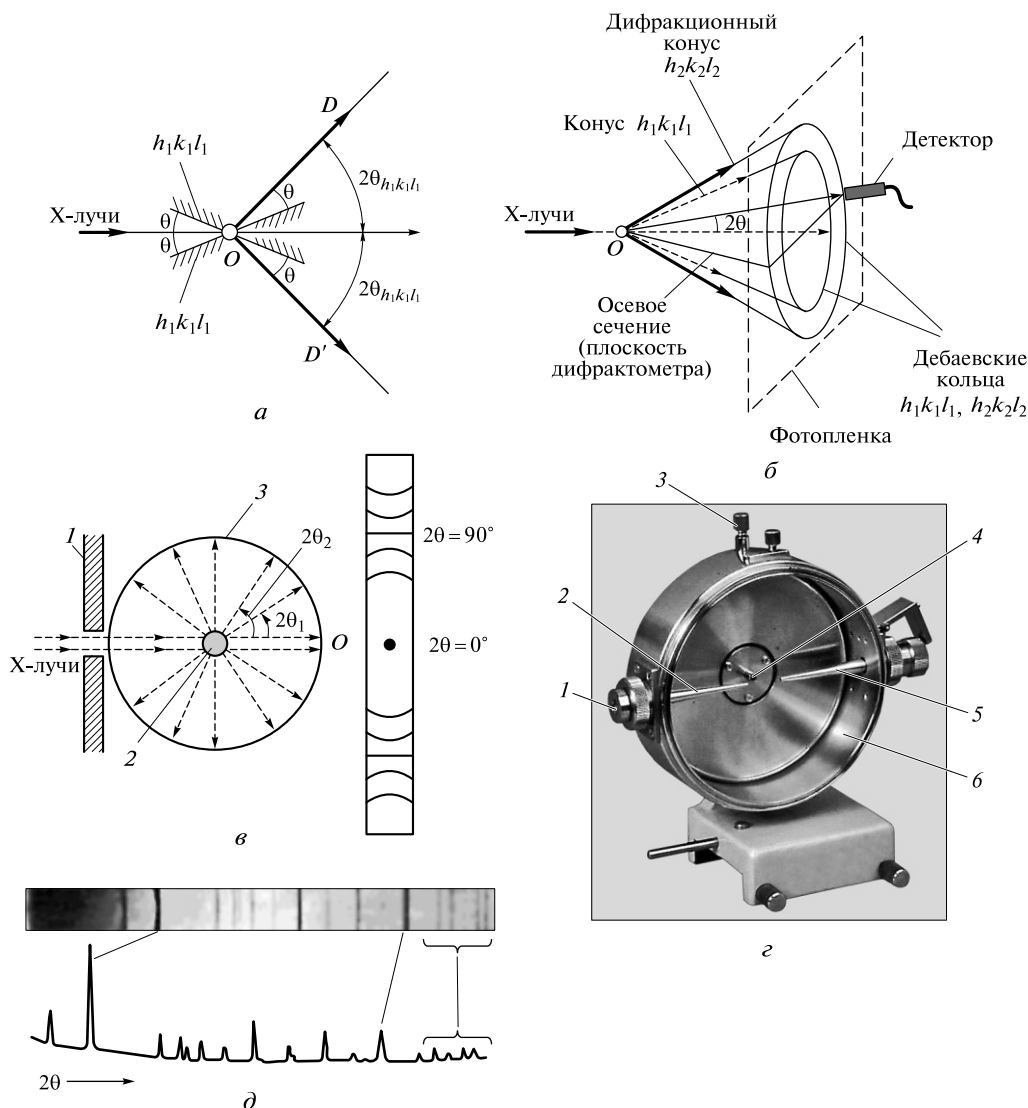 D
h₁k₁l₁
2θh₁k₁l₁
θ
X-лучи
θ
θ
O
θ
2θh₁k₁l₁
h₁k₁l₁
D′
а
Дифракционный
конус
h₂k₂l₂
Конус h₁k₁l₁
Детектор
X-лучи
2θ
O
Осевое
сечение
(плоскость
дифрактометра)
Дебаевские
кольца
h₁k₁l₁, h₂k₂l₂
Фотопленка
б
3
1
2θ₂
2θ₁
O
X-лучи
2
2θ = 90°
2θ = 0°
в
3
4
2
1
5
6
г
2θ
д